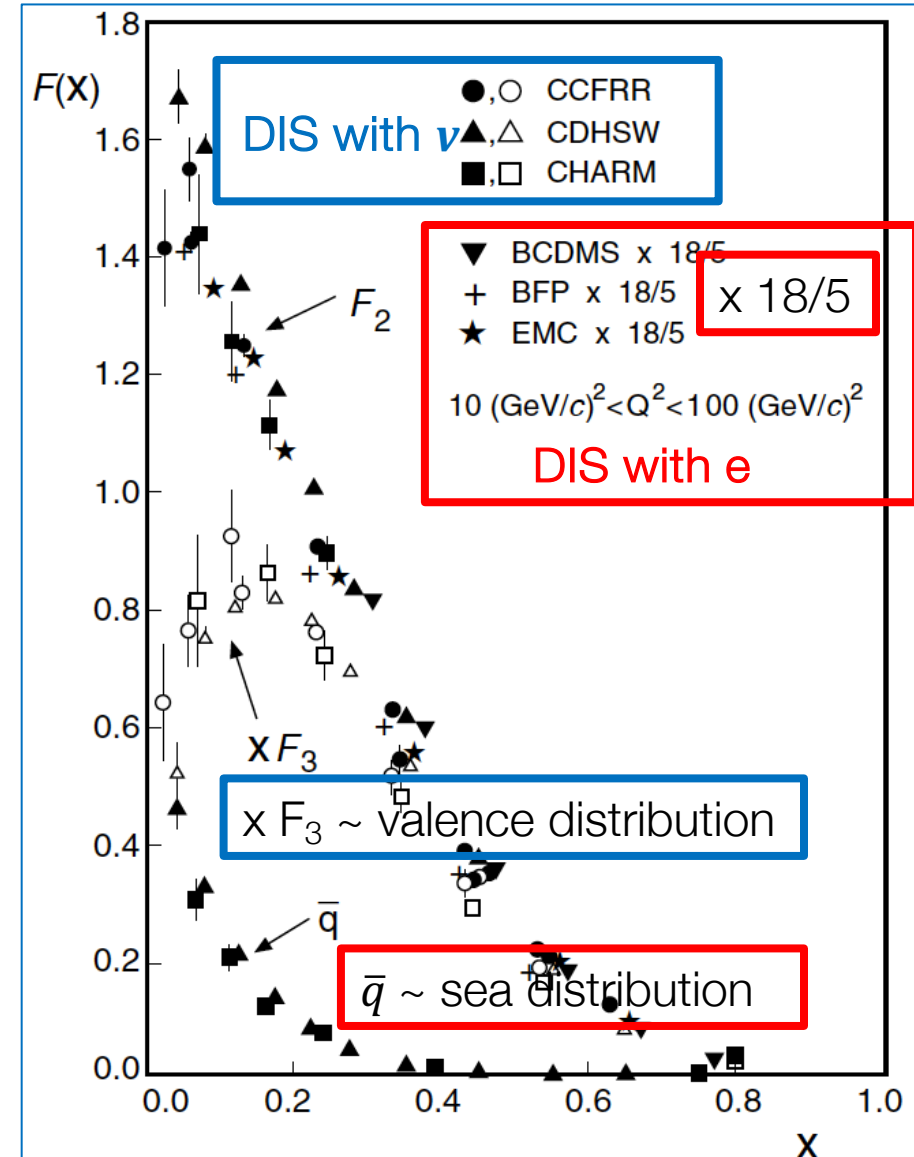 1.8
F(x)
1.6
1.4
1.2
1.0
0.8
0.6
0.4
0.2
0.0
0.0 0.2 0.4 0.6 0.8 1.0
x
DIS with ν
●,○ CCFRR
▲,△ CDHSW
■,□ CHARM
▼ BCDMS x 18/5
+ BFP x 18/5
★ EMC x 18/5
x 18/5
10 (GeV/c)²<Q²<100 (GeV/c)²
DIS with e
F₂
x F₃
x F₃ ~ valence distribution
q̅
q̅ ~ sea distribution